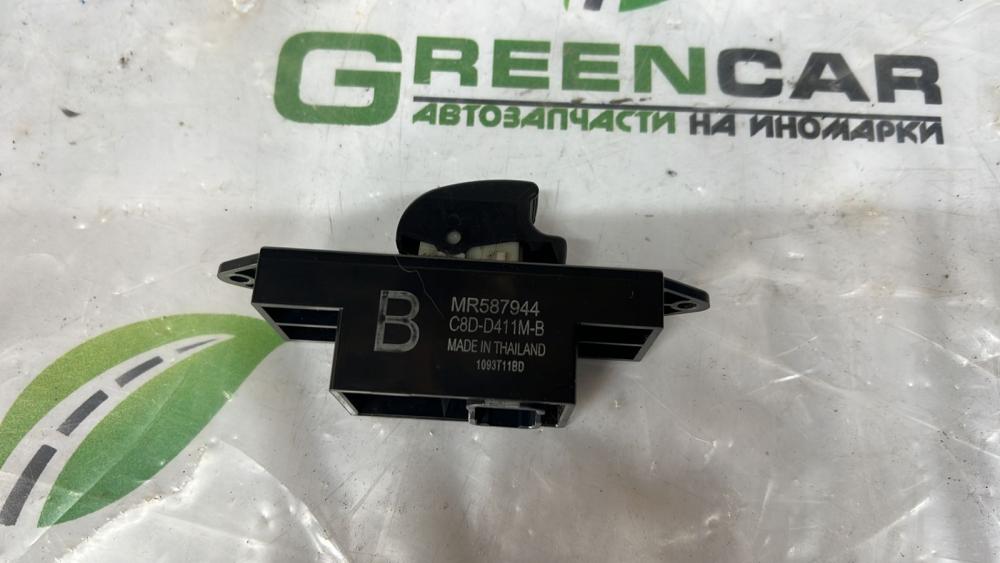 GREENCAR
АВТОЗАПЧАСТИ НА ИНОМАРКИ
B
MR587944
C8D-D411M-B
MADE IN THAILAND
1093T11BD